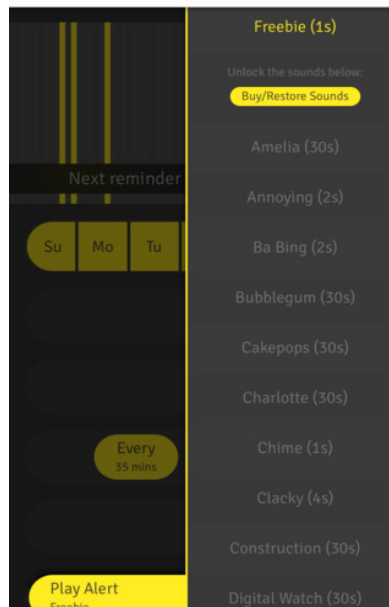 Freebie (1s)
Unlock the sounds below:
Buy/Restore Sounds
Amelia (30s)
Annoying (2s)
Ba Bing (2s)
Bubblegum (30s)
Cakepops (30s)
Charlotte (30s)
Chime (1s)
Clacky (4s)
Construction (30s)
Digital Watch (30s)
Next reminder
Su Mo Tu
Every
35 mins
Play Alert
Freebie